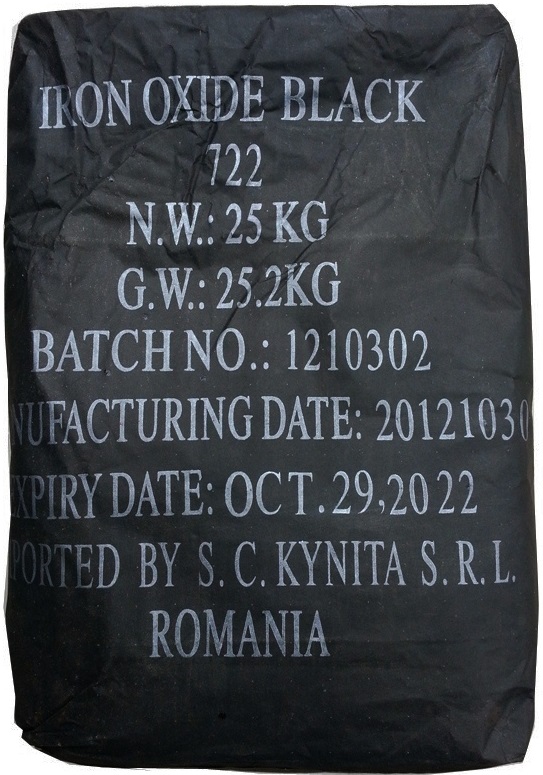 IRON OXIDE BLACK
722
N.W.: 25 KG
G.W.: 25.2KG
BATCH NO.: 1210302
NUFACTURING DATE: 20121030
XPIRY DATE: OCT.29,2022
PORTED BY S.C. KYNITA S.R.L.
ROMANIA